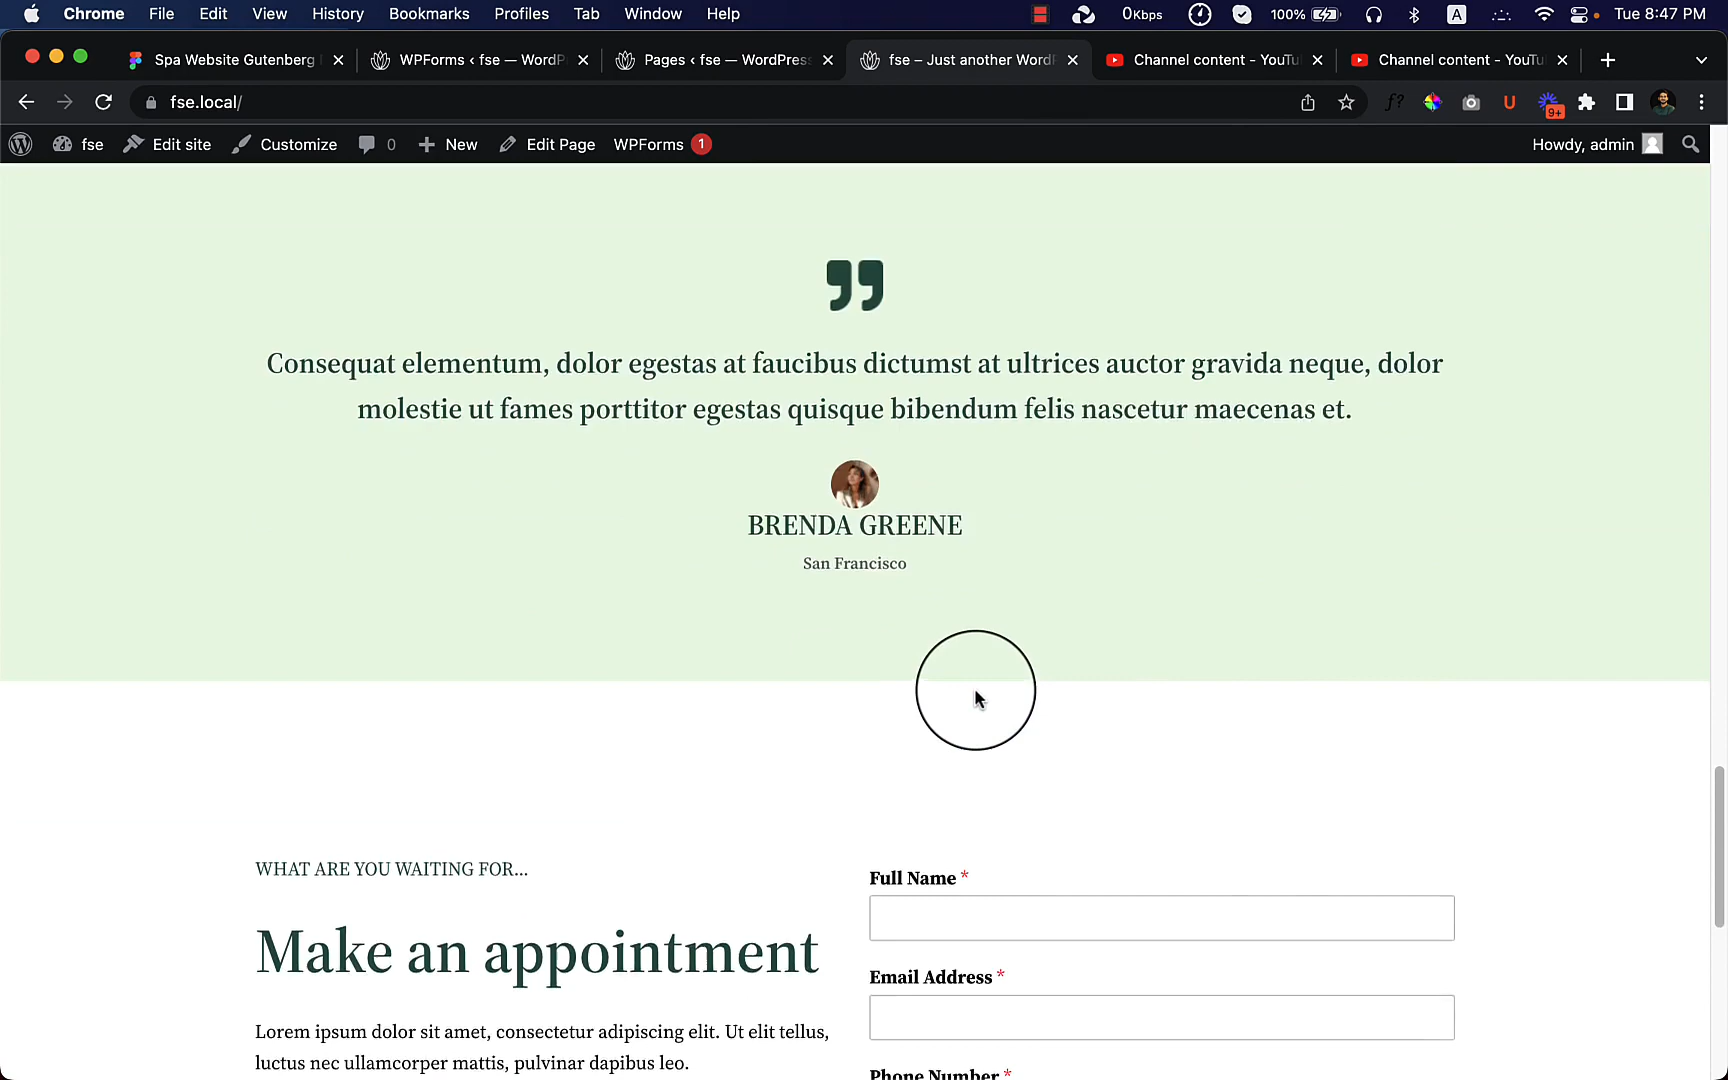 Chrome File Edit View History Bookmarks Profiles Tab Window Help 0Kbps 100% A Tue 8:47 PM
Spa Website Gutenberg WPForms ‹ fse — WordP Pages ‹ fse — WordPress fse – Just another WordP Channel content - YouTu Channel content - YouTu
fse.local/ f? U 9+
fse Edit site Customize 0 New Edit Page WPForms 1 Howdy, admin
Consequat elementum, dolor egestas at faucibus dictumst at ultrices auctor gravida neque, dolor
molestie ut fames porttitor egestas quisque bibendum felis nascetur maecenas et.
BRENDA GREENE
San Francisco
WHAT ARE YOU WAITING FOR...
Make an appointment
Lorem ipsum dolor sit amet, consectetur adipiscing elit. Ut elit tellus,
luctus nec ullamcorper mattis, pulvinar dapibus leo.
Full Name *
Email Address *
Phone Number *